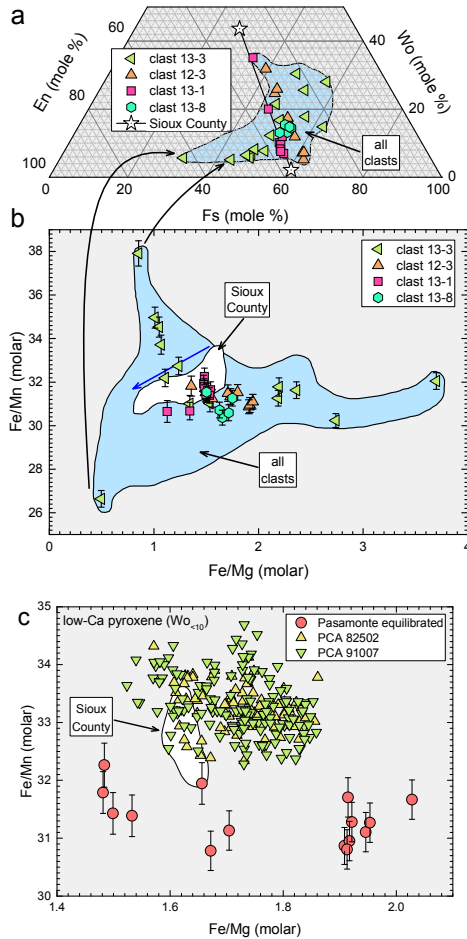 a
60
40
En (mole %)
Wo (mole %)
clast 13-3
clast 12-3
clast 13-1
clast 13-8
Sioux County
80
20
all
clasts
100
0
40
60
80
100
Fs (mole %)
b
38
36
34
32
30
28
26
Fe/Mn (molar)
clast 13-3
clast 12-3
clast 13-1
clast 13-8
Sioux
County
all
clasts
0
1
2
3
4
Fe/Mg (molar)
c
low-Ca pyroxene (Wo<10)
Pasamonte equilibrated
PCA 82502
PCA 91007
35
34
33
32
31
30
Fe/Mn (molar)
Sioux
County
1.4
1.6
1.8
2.0
Fe/Mg (molar)